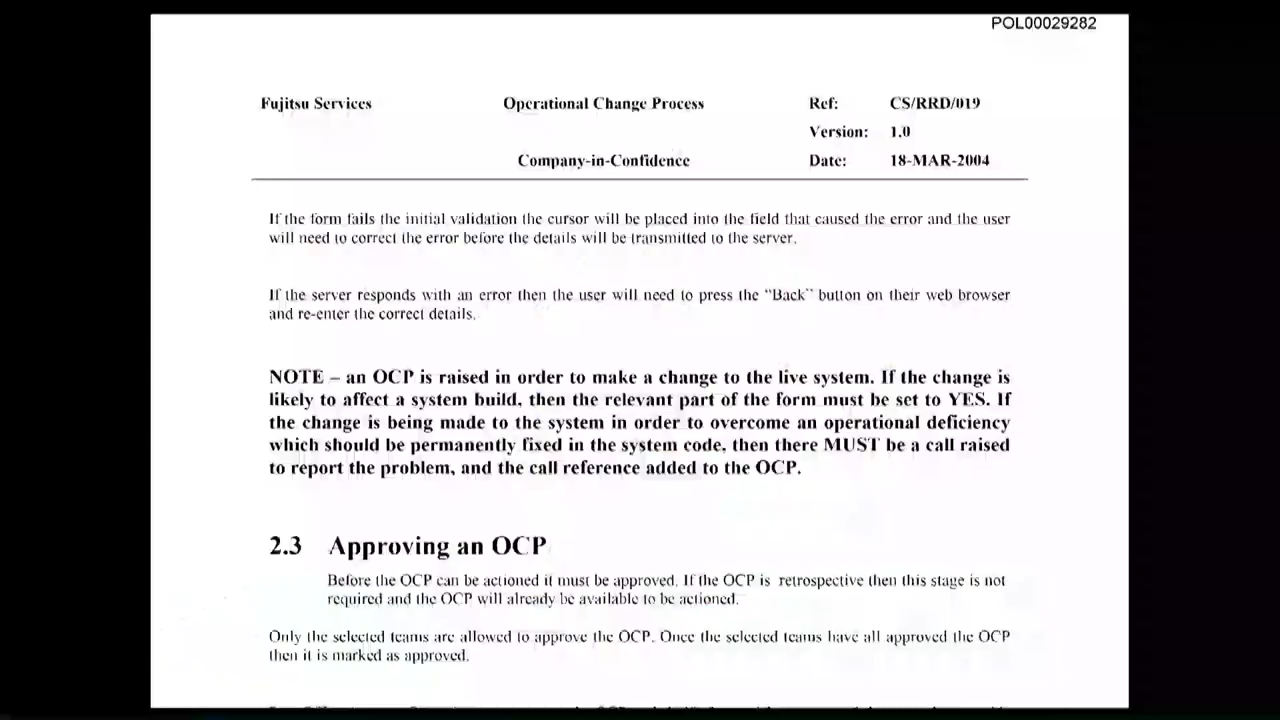 POL00029282
Fujitsu Services Operational Change Process Ref: CS/RRD/019
Version: 1.0
Company-in-Confidence Date: 18-MAR-2004
If the form fails the initial validation the cursor will be placed into the field that caused the error and the user
will need to correct the error before the details will be transmitted to the server.
If the server responds with an error then the user will need to press the "Back" button on their web browser
and re-enter the correct details.
NOTE – an OCP is raised in order to make a change to the live system. If the change is
likely to affect a system build, then the relevant part of the form must be set to YES. If
the change is being made to the system in order to overcome an operational deficiency
which should be permanently fixed in the system code, then there MUST be a call raised
to report the problem, and the call reference added to the OCP.
2.3 Approving an OCP
Before the OCP can be actioned it must be approved. If the OCP is retrospective then this stage is not
required and the OCP will already be available to be actioned.
Only the selected teams are allowed to approve the OCP. Once the selected teams have all approved the OCP
then it is marked as approved.